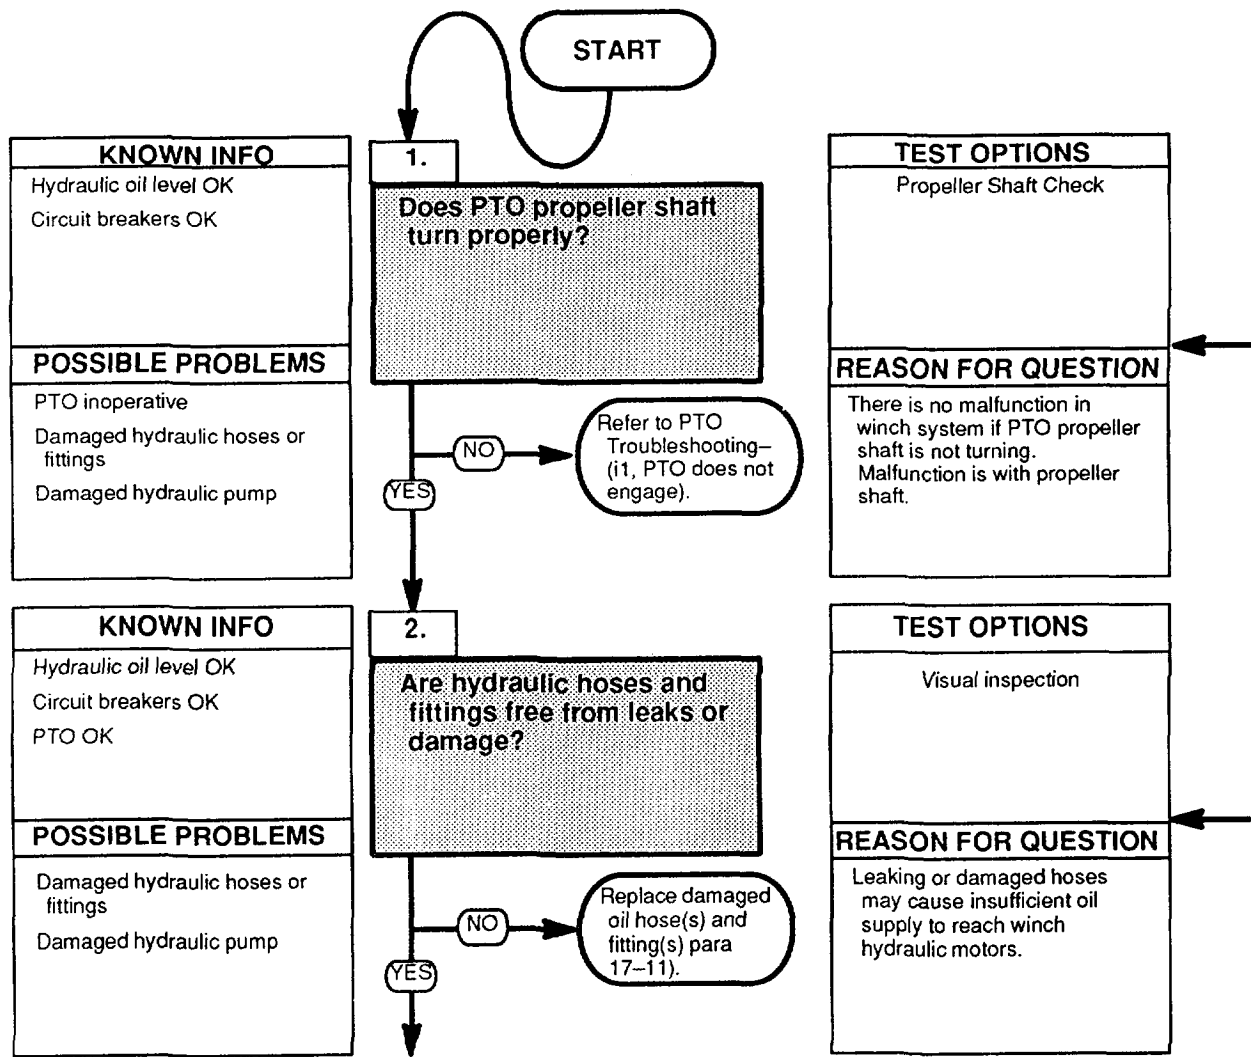 START
KNOWN INFO
Hydraulic oil level OK
Circuit breakers OK
POSSIBLE PROBLEMS
PTO inoperative
Damaged hydraulic hoses or
fittings
Damaged hydraulic pump
1.
Does PTO propeller shaft
turn properly?
NO
Refer to PTO
Troubleshooting–
(i1, PTO does not
engage).
YES
TEST OPTIONS
Propeller Shaft Check
REASON FOR QUESTION
There is no malfunction in
winch system if PTO propeller
shaft is not turning.
Malfunction is with propeller
shaft.
KNOWN INFO
Hydraulic oil level OK
Circuit breakers OK
PTO OK
POSSIBLE PROBLEMS
Damaged hydraulic hoses or
fittings
Damaged hydraulic pump
2.
Are hydraulic hoses and
fittings free from leaks or
damage?
NO
Replace damaged
oil hose(s) and
fitting(s) para
17–11).
YES
TEST OPTIONS
Visual inspection
REASON FOR QUESTION
Leaking or damaged hoses
may cause insufficient oil
supply to reach winch
hydraulic motors.